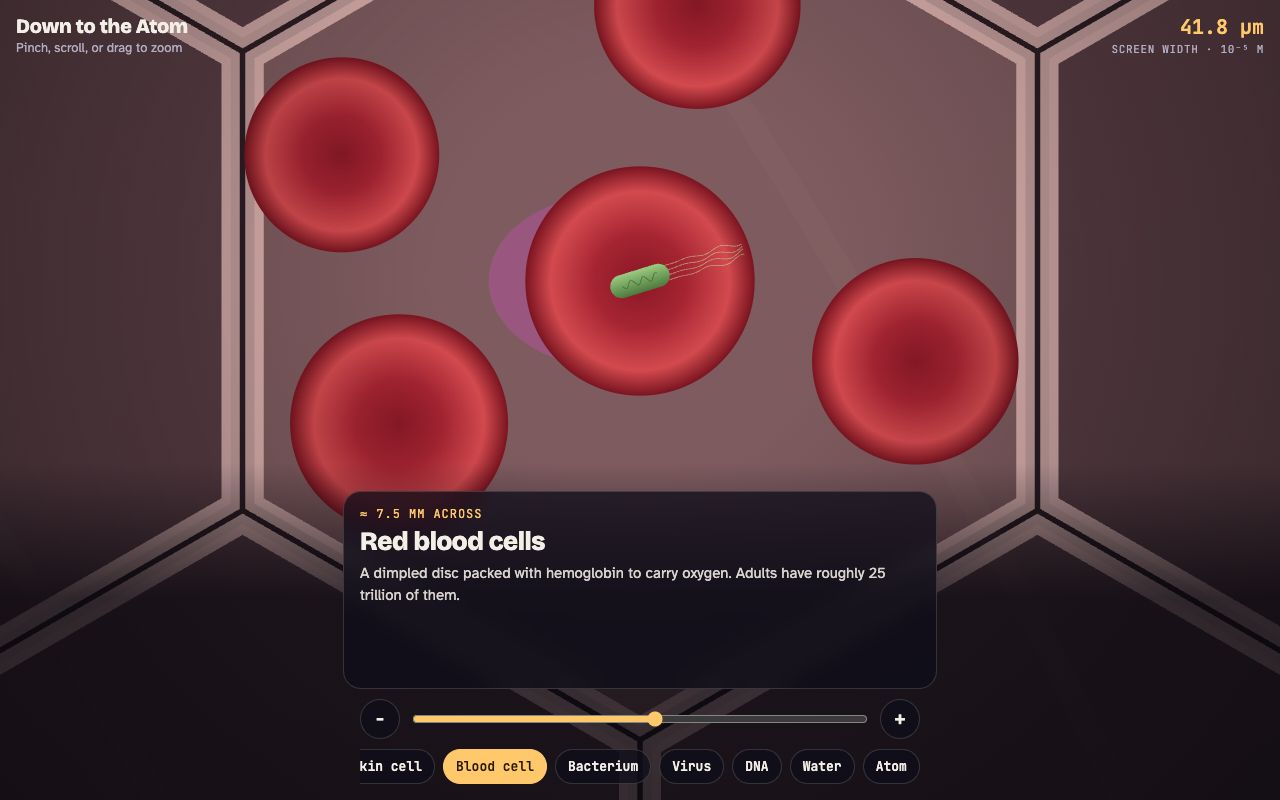 Down to the Atom
Pinch, scroll, or drag to zoom
41.8 µm
SCREEN WIDTH · 10⁻⁵ M
≈ 7.5 MM ACROSS
Red blood cells
A dimpled disc packed with hemoglobin to carry oxygen. Adults have roughly 25
trillion of them.
-
+
kin cell
Blood cell
Bacterium
Virus
DNA
Water
Atom